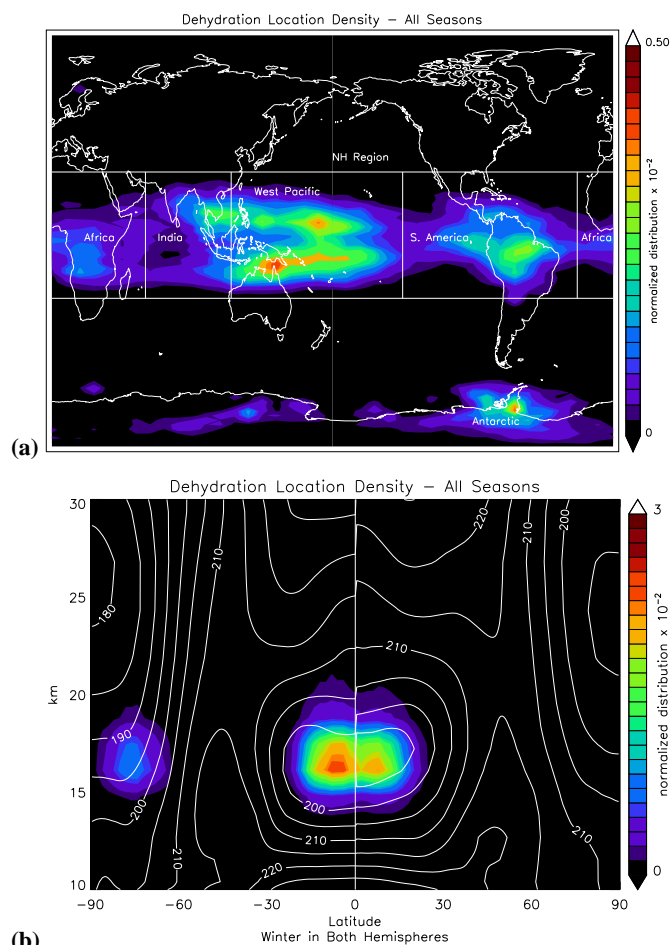 Dehydration Location Density – All Seasons
0.50
NH Region
West Pacific
Africa
India
S. America
Africa
Antarctic
normalized distribution x 10⁻²
0
(a)
Dehydration Location Density – All Seasons
30
25
20
15
10
km
220
220
210
210
200
180
210
190
200
200
210
210
210
220
3
normalized distribution x 10⁻²
0
−90
−60
−30
0
30
60
90
Latitude
Winter in Both Hemispheres
(b)